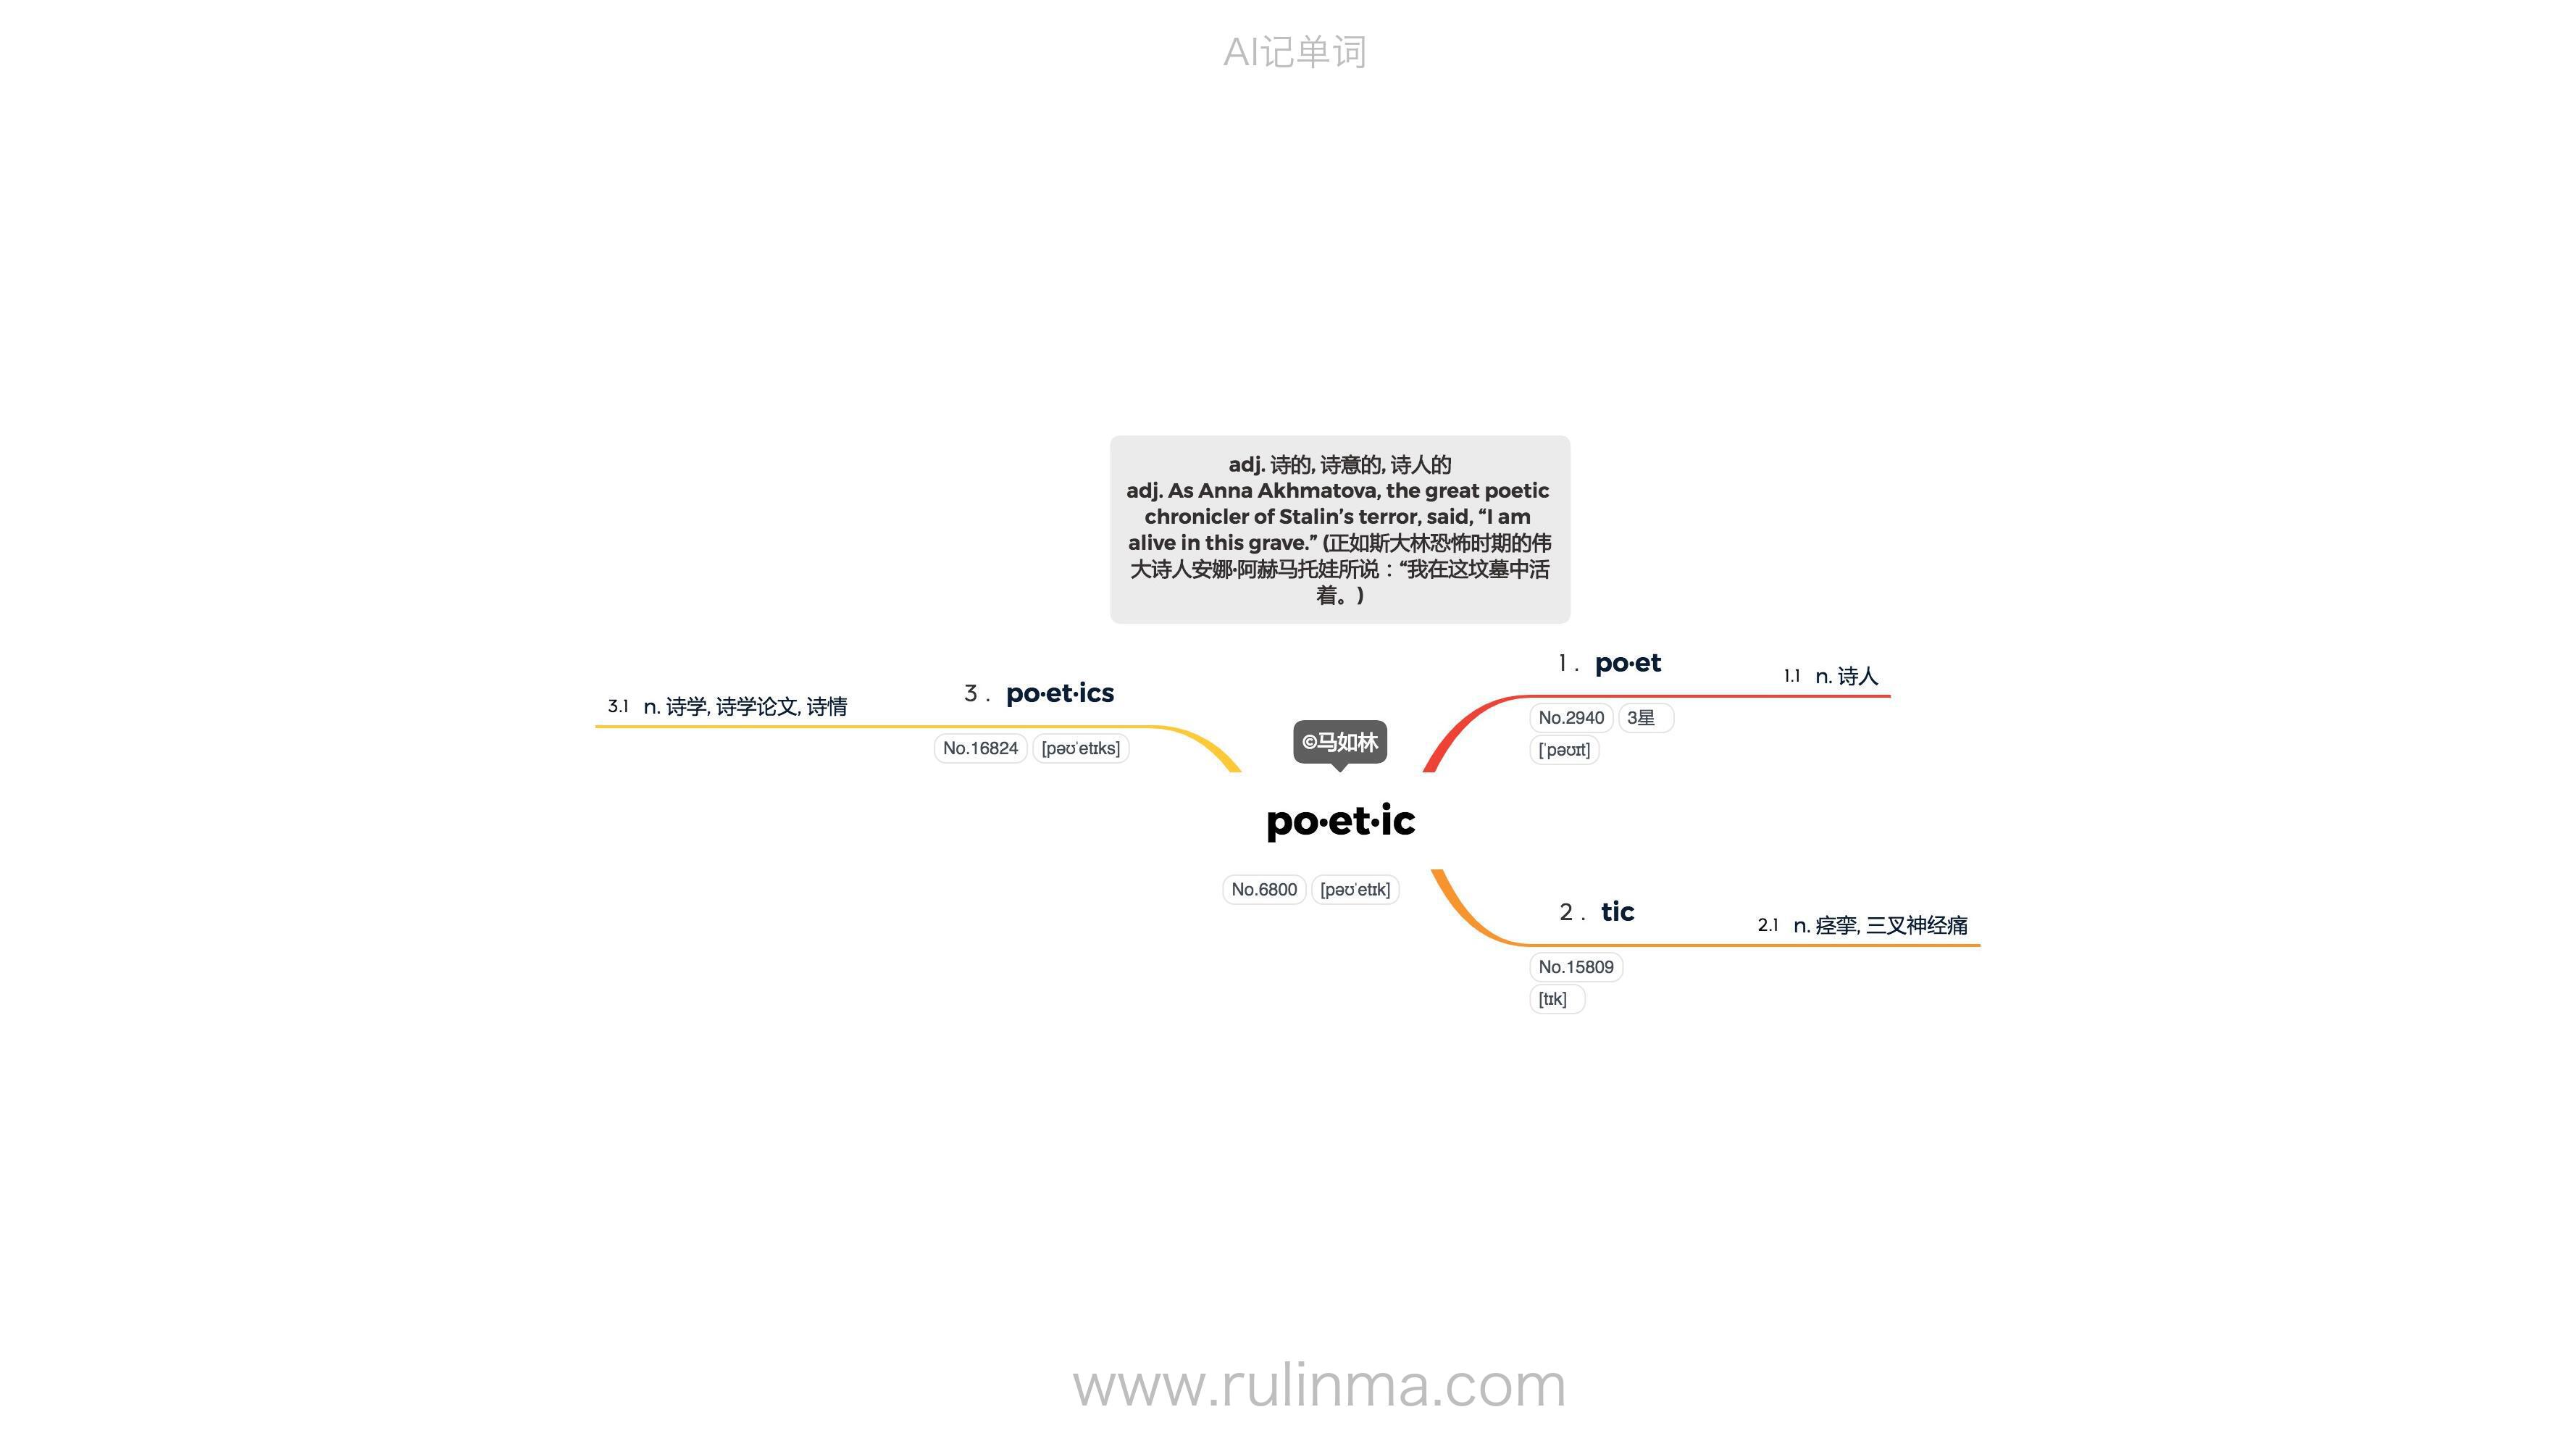 AI记单词
adj. 诗的, 诗意的, 诗人的
adj. As Anna Akhmatova, the great poetic
chronicler of Stalin’s terror, said, “I am
alive in this grave.” (正如斯大林恐怖时期的伟
大诗人安娜·阿赫马托娃所说：“我在这坟墓中活
着。)
1 . po·et
1.1 n. 诗人
No.2940 3星
[ˈpəʊɪt]
3.1 n. 诗学, 诗学论文, 诗情
3 . po·et·ics
No.16824 [pəʊˈetɪks]
©马如林
po·et·ic
No.6800 [pəʊˈetɪk]
2 . tic
2.1 n. 痉挛, 三叉神经痛
No.15809
[tɪk]
www.rulinma.com